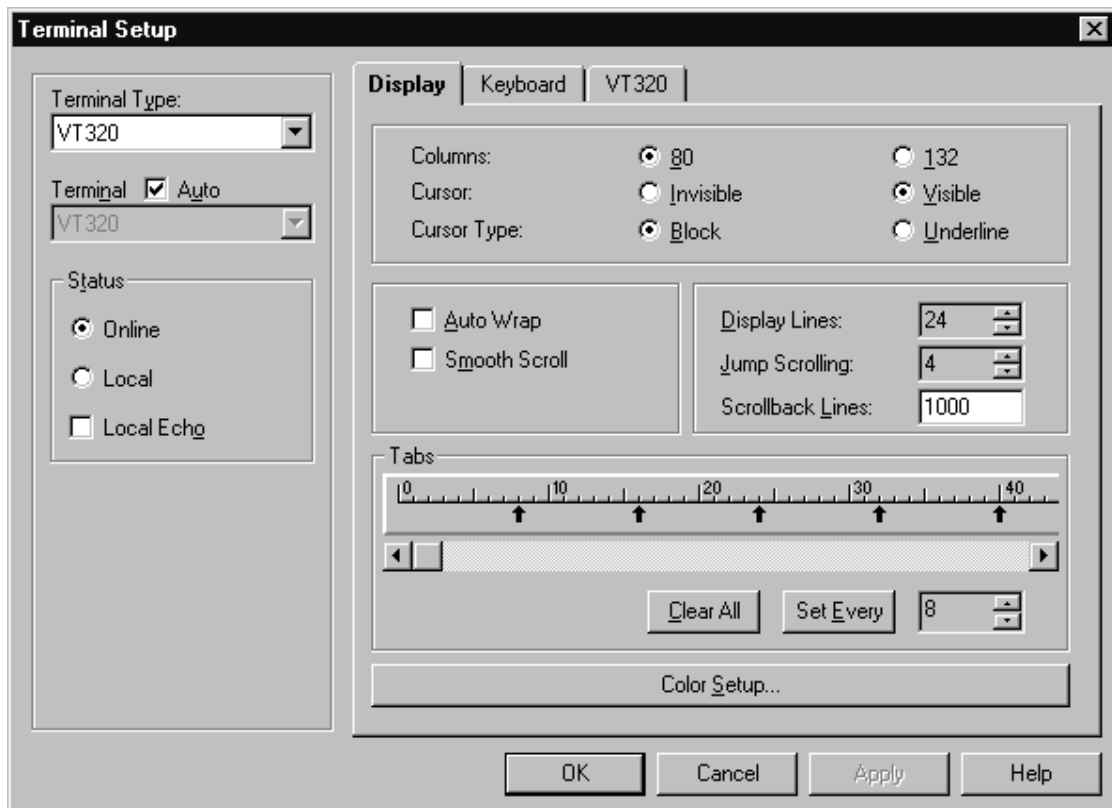 Terminal Setup
Terminal Type:
VT320
Terminal Auto
VT320
Status
Online
Local
Local Echo
Display Keyboard VT320
Columns: 80 132
Cursor: Invisible Visible
Cursor Type: Block Underline
Auto Wrap
Smooth Scroll
Display Lines: 24
Jump Scrolling: 4
Scrollback Lines: 1000
Tabs
0 10 20 30 40
Clear All Set Every 8
Color Setup...
OK Cancel Apply Help